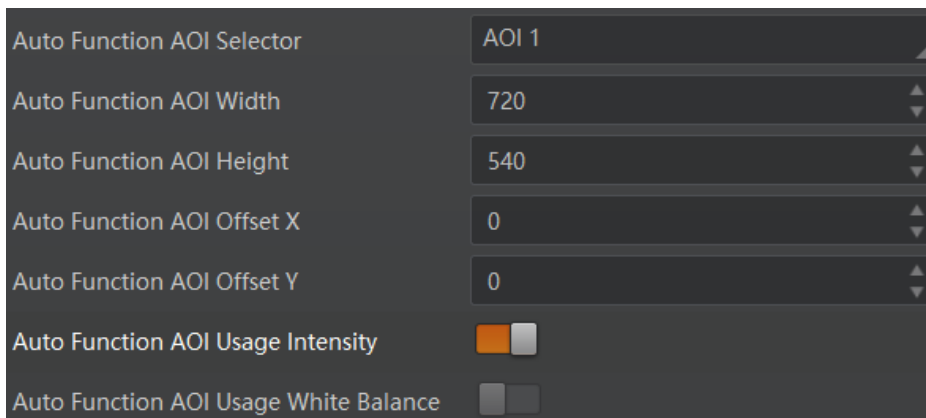 Auto Function AOI Selector AOI 1
Auto Function AOI Width 720
Auto Function AOI Height 540
Auto Function AOI Offset X 0
Auto Function AOI Offset Y 0
Auto Function AOI Usage Intensity
Auto Function AOI Usage White Balance